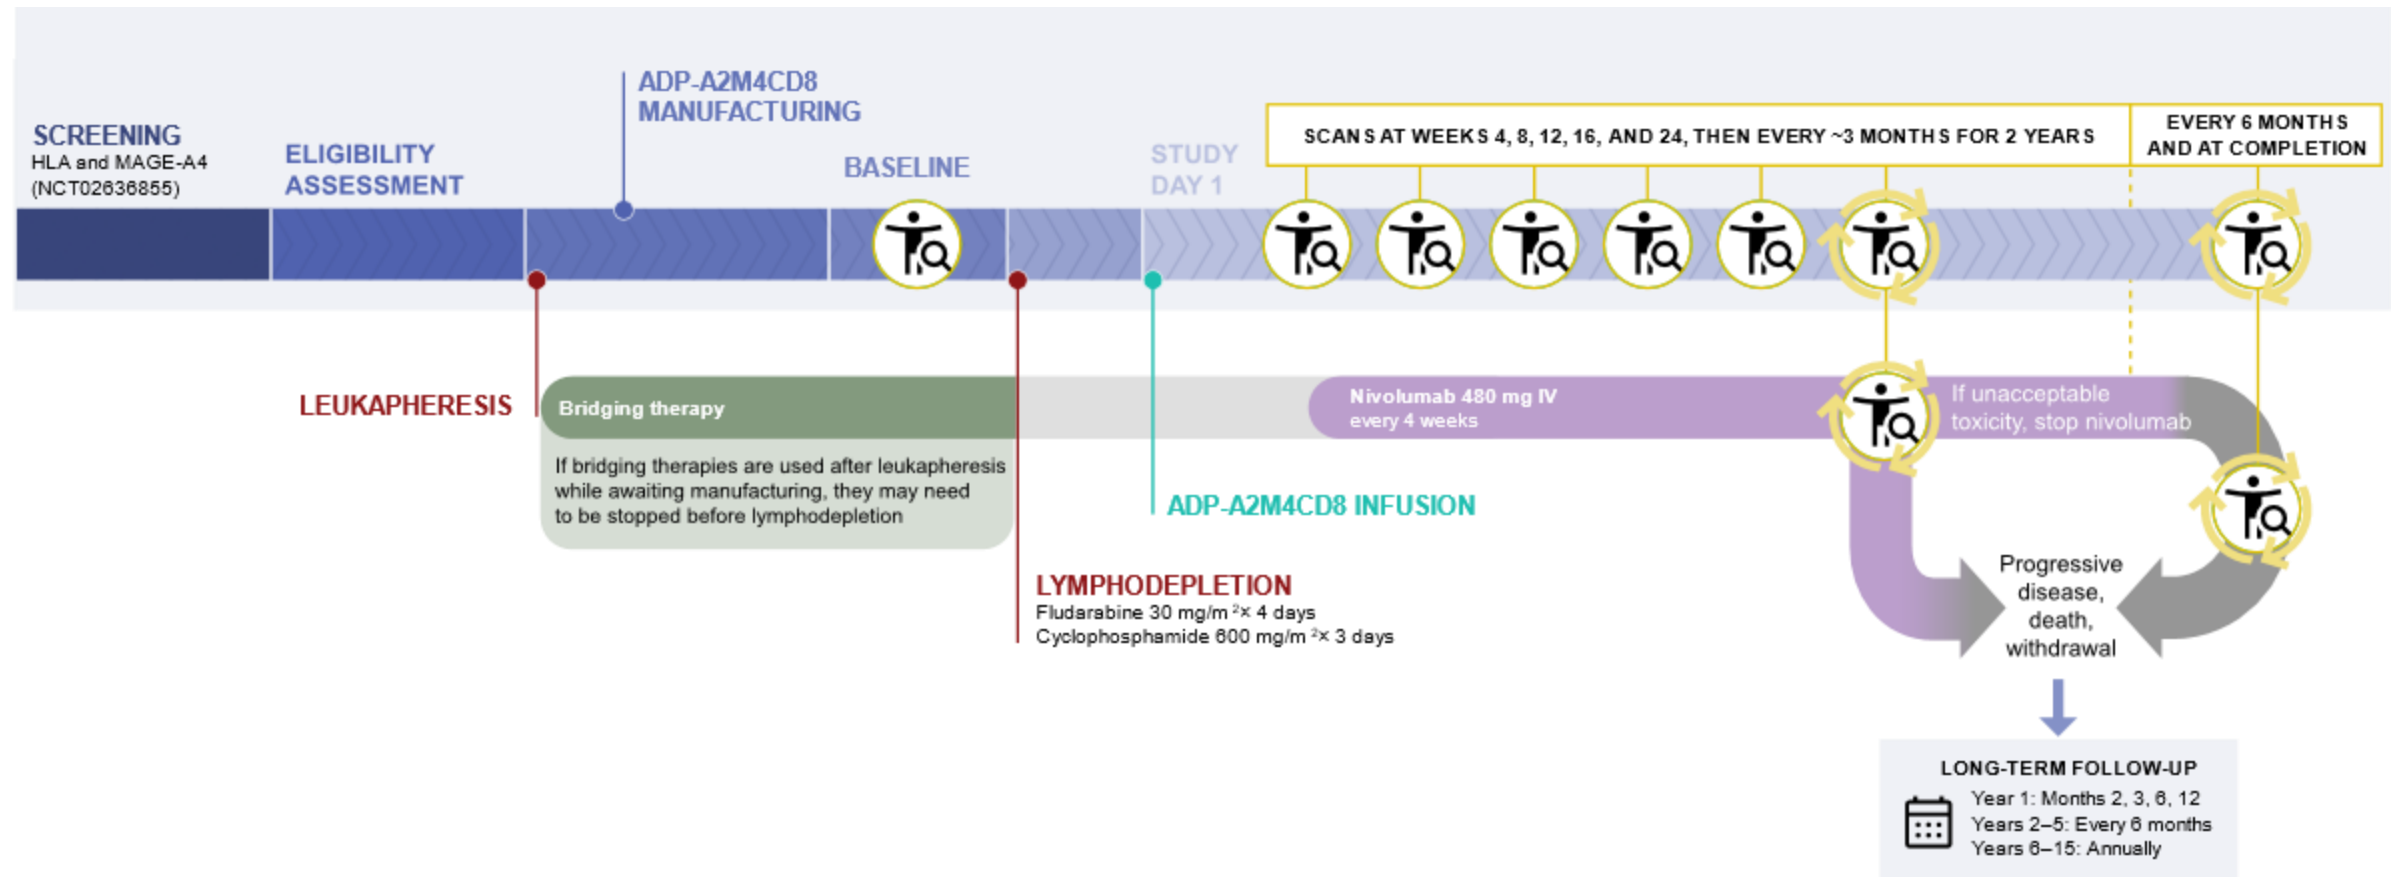 SCREENING
HLA and MAGE-A4
(NCT02636855)
ELIGIBILITY
ASSESSMENT
ADP-A2M4CD8
MANUFACTURING
BASELINE
STUDY
DAY 1
SCANS AT WEEKS 4, 8, 12, 16, AND 24, THEN EVERY ~3 MONTHS FOR 2 YEARS
EVERY 6 MONTHS
AND AT COMPLETION
LEUKAPHERESIS
Bridging therapy
If bridging therapies are used after leukapheresis
while awaiting manufacturing, they may need
to be stopped before lymphodepletion
Nivolumab 480 mg IV
every 4 weeks
If unacceptable
toxicity, stop nivolumab
ADP-A2M4CD8 INFUSION
LYMPHODEPLETION
Fludarabine 30 mg/m ²× 4 days
Cyclophosphamide 600 mg/m ²× 3 days
Progressive
disease,
death,
withdrawal
LONG-TERM FOLLOW-UP
Year 1: Months 2, 3, 6, 12
Years 2–5: Every 6 months
Years 6–15: Annually